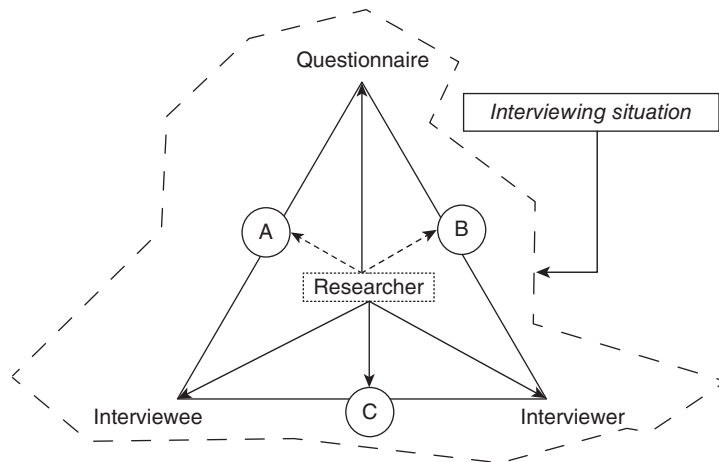 Questionnaire
Interviewing situation
A
B
Researcher
Interviewee
C
Interviewer